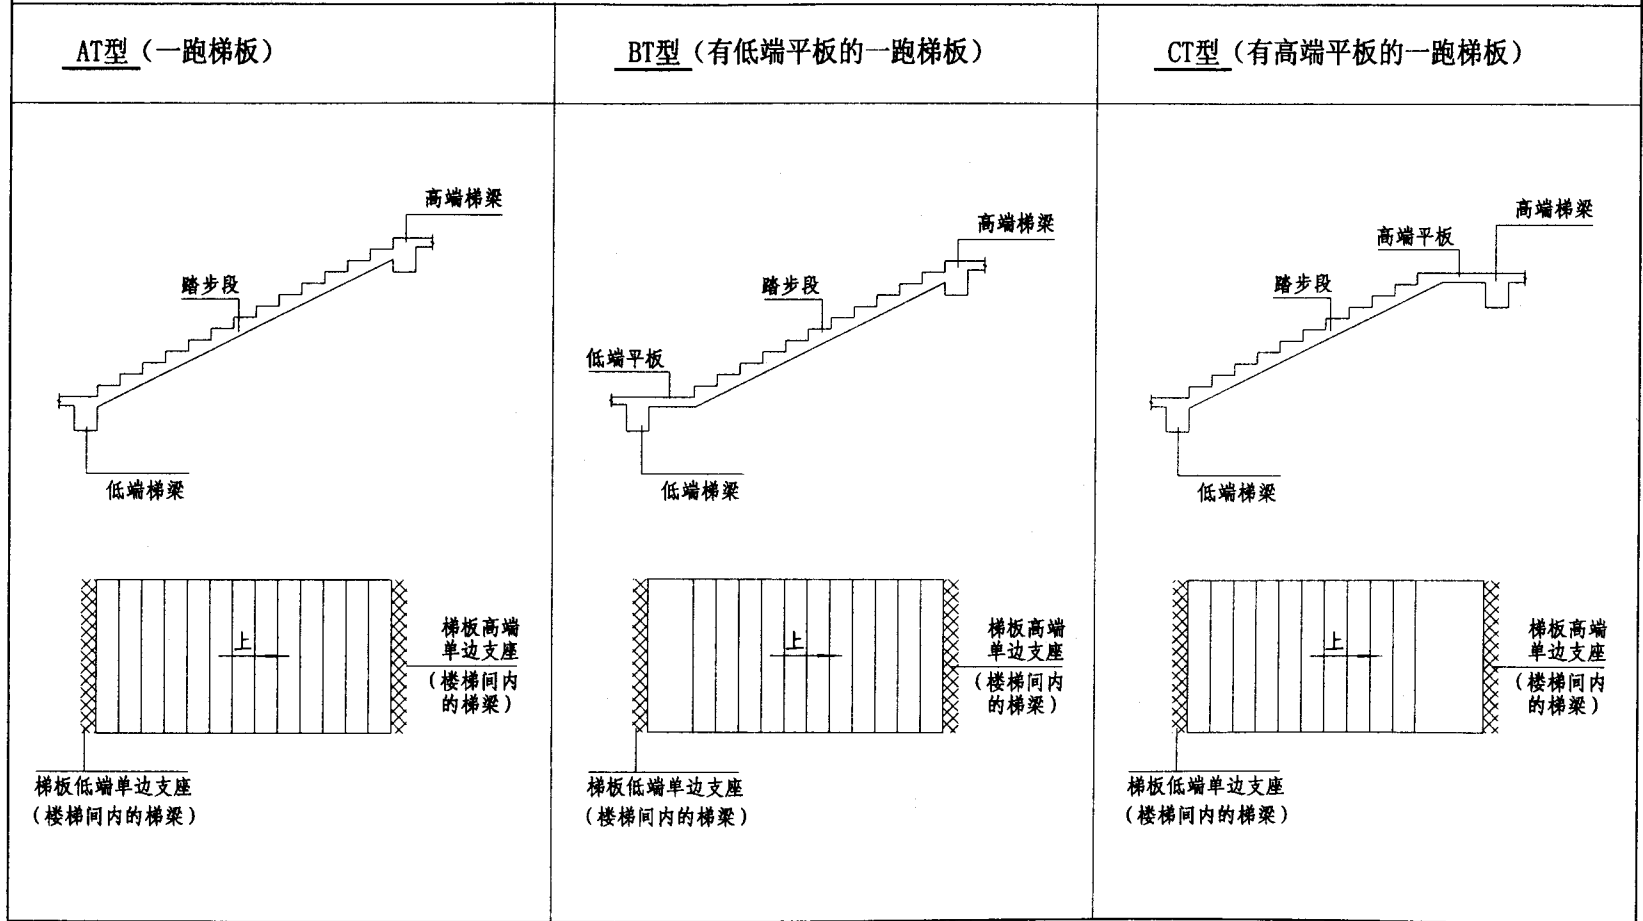 AT型（一跑梯板）
高端梯梁
踏步段
低端梯梁
上
梯板高端
单边支座
（楼梯间内
的梯梁）
梯板低端单边支座
（楼梯间内的梯梁）
BT型（有低端平板的一跑梯板）
高端梯梁
踏步段
低端平板
低端梯梁
上
梯板高端
单边支座
（楼梯间内
的梯梁）
梯板低端单边支座
（楼梯间内的梯梁）
CT型（有高端平板的一跑梯板）
高端梯梁
高端平板
踏步段
低端梯梁
上
梯板高端
单边支座
（楼梯间内
的梯梁）
梯板低端单边支座
（楼梯间内的梯梁）